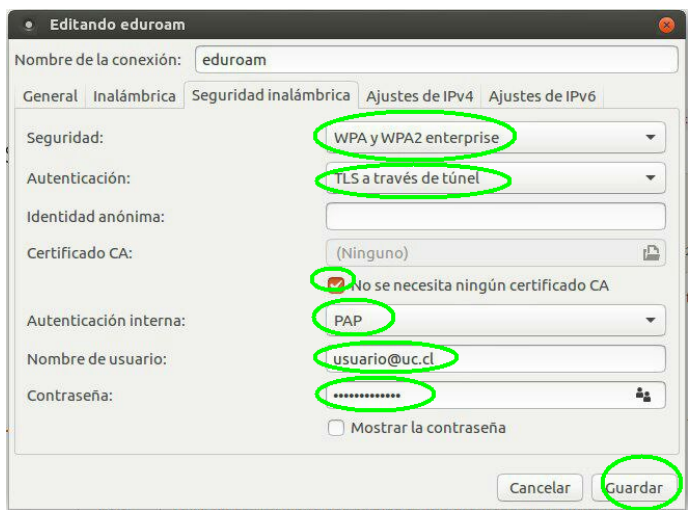 Editando eduroam
Nombre de la conexión: eduroam
General Inalámbrica Seguridad inalámbrica Ajustes de IPv4 Ajustes de IPv6
Seguridad: WPA y WPA2 enterprise
Autenticación: TLS a través de túnel
Identidad anónima:
Certificado CA: (Ninguno)
No se necesita ningún certificado CA
Autenticación interna: PAP
Nombre de usuario: usuario@uc.cl
Contraseña: •••••••••••••
Mostrar la contraseña
Cancelar Guardar